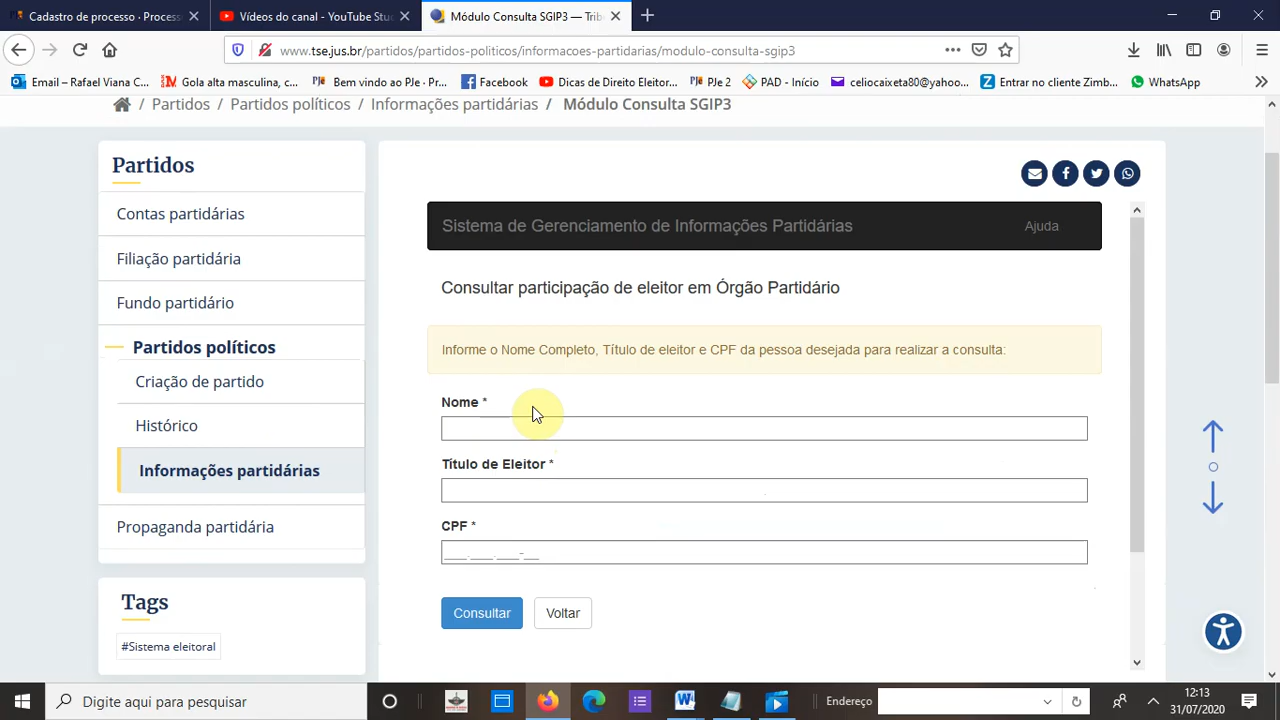 Cadastro de processo · Process
Vídeos do canal - YouTube Stu
Módulo Consulta SGIP3 — Trib
www.tse.jus.br/partidos/partidos-politicos/informacoes-partidarias/modulo-consulta-sgip3
Email – Rafael Viana C...
Gola alta masculina, c...
Bem vindo ao PJe · Pr...
Facebook
Dicas de Direito Eleitor...
PJe 2
PAD - Início
celiocaixeta80@yahoo...
Entrar no cliente Zimb...
WhatsApp
/ Partidos / Partidos políticos / Informações partidárias / Módulo Consulta SGIP3
Partidos
Contas partidárias
Filiação partidária
Fundo partidário
Partidos políticos
Criação de partido
Histórico
Informações partidárias
Propaganda partidária
Tags
#Sistema eleitoral
Sistema de Gerenciamento de Informações Partidárias
Ajuda
Consultar participação de eleitor em Órgão Partidário
Informe o Nome Completo, Título de eleitor e CPF da pessoa desejada para realizar a consulta:
Nome *
Título de Eleitor *
CPF *
___.___.___-__
Consultar
Voltar
Digite aqui para pesquisar
Endereço
12:13
31/07/2020